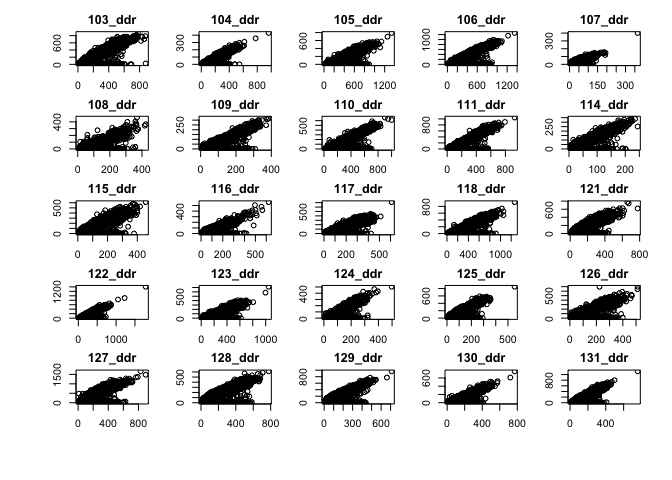 103_ddr 104_ddr 105_ddr 106_ddr 107_ddr
0 600 0 300 0 600 0 1000 0 300
0 400 800 0 400 800 0 600 1200 0 600 1200 0 150 300
108_ddr 109_ddr 110_ddr 111_ddr 114_ddr
0 400 0 250 0 500 0 800 0 250
0 200 400 0 200 400 0 400 800 0 400 800 0 100 200
115_ddr 116_ddr 117_ddr 118_ddr 121_ddr
0 500 0 400 0 500 0 800 0 600
0 200 400 0 200 500 0 200 500 0 400 1000 0 400 800
122_ddr 123_ddr 124_ddr 125_ddr 126_ddr
0 1200 0 500 0 400 0 600 0 500
0 1000 0 400 1000 0 200 400 0 200 500 0 200 400
127_ddr 128_ddr 129_ddr 130_ddr 131_ddr
0 1500 0 500 0 600 0 600 0 800
0 400 800 0 400 800 0 300 600 0 400 800 0 400